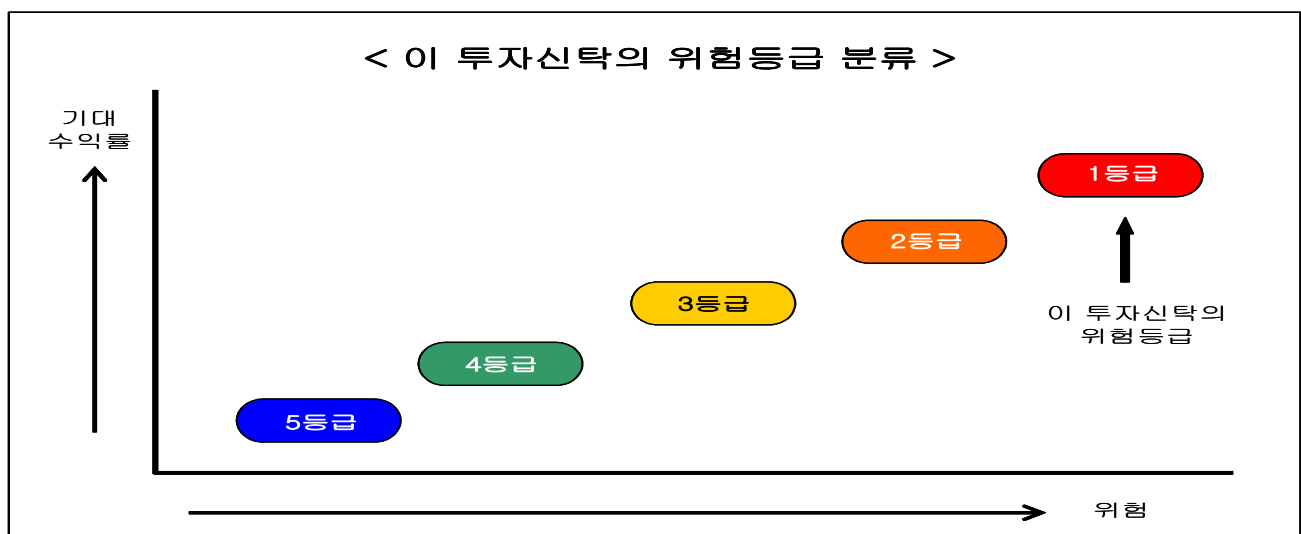 < 이 투자신탁의 위험등급 분류 >
기대
수익률
1등급
2등급
3등급
이 투자신탁의
위험등급
4등급
5등급
위험